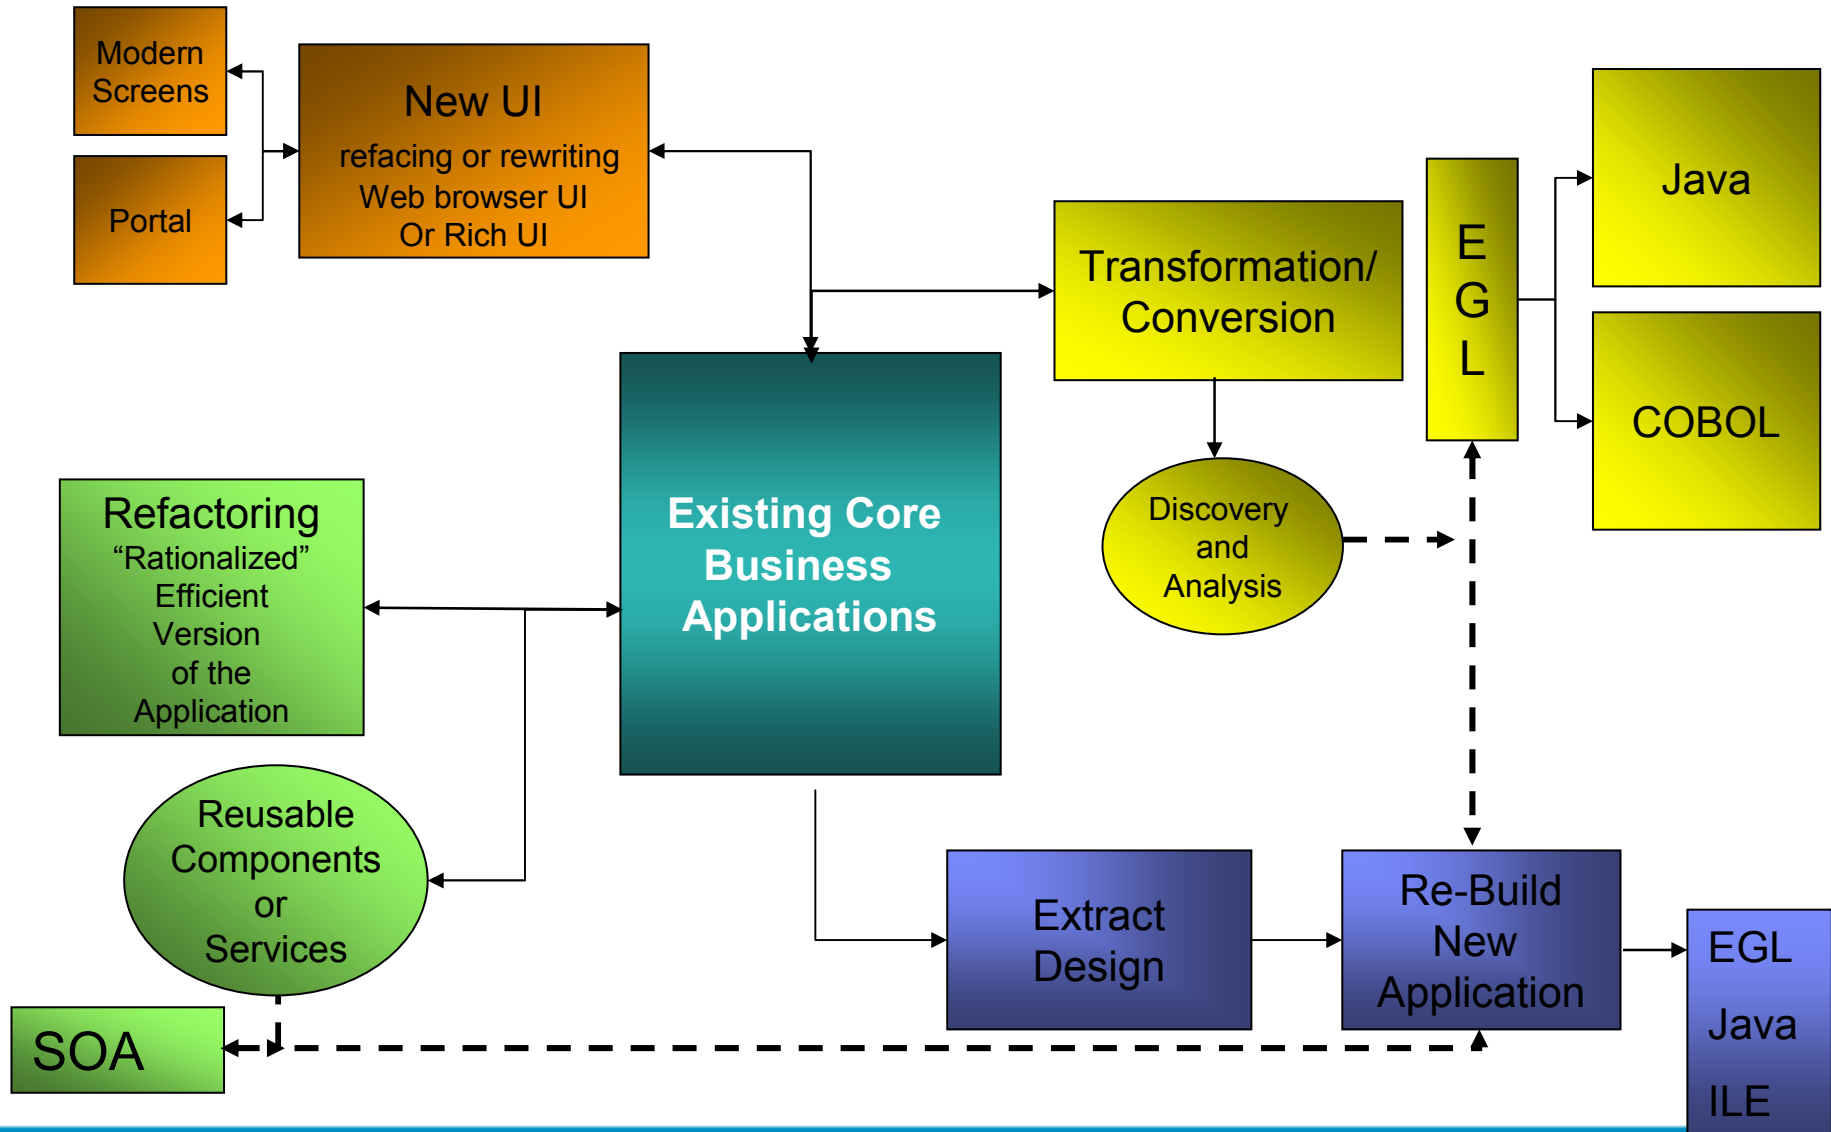 Modern
Screens
Portal
New UI
refacing or rewriting
Web browser UI
Or Rich UI
Transformation/
Conversion
E
G
L
Java
COBOL
Discovery
and
Analysis
Existing Core
Business
Applications
Refactoring
“Rationalized”
Efficient
Version
of the
Application
Reusable
Components
or
Services
SOA
Extract
Design
Re-Build
New
Application
EGL
Java
ILE